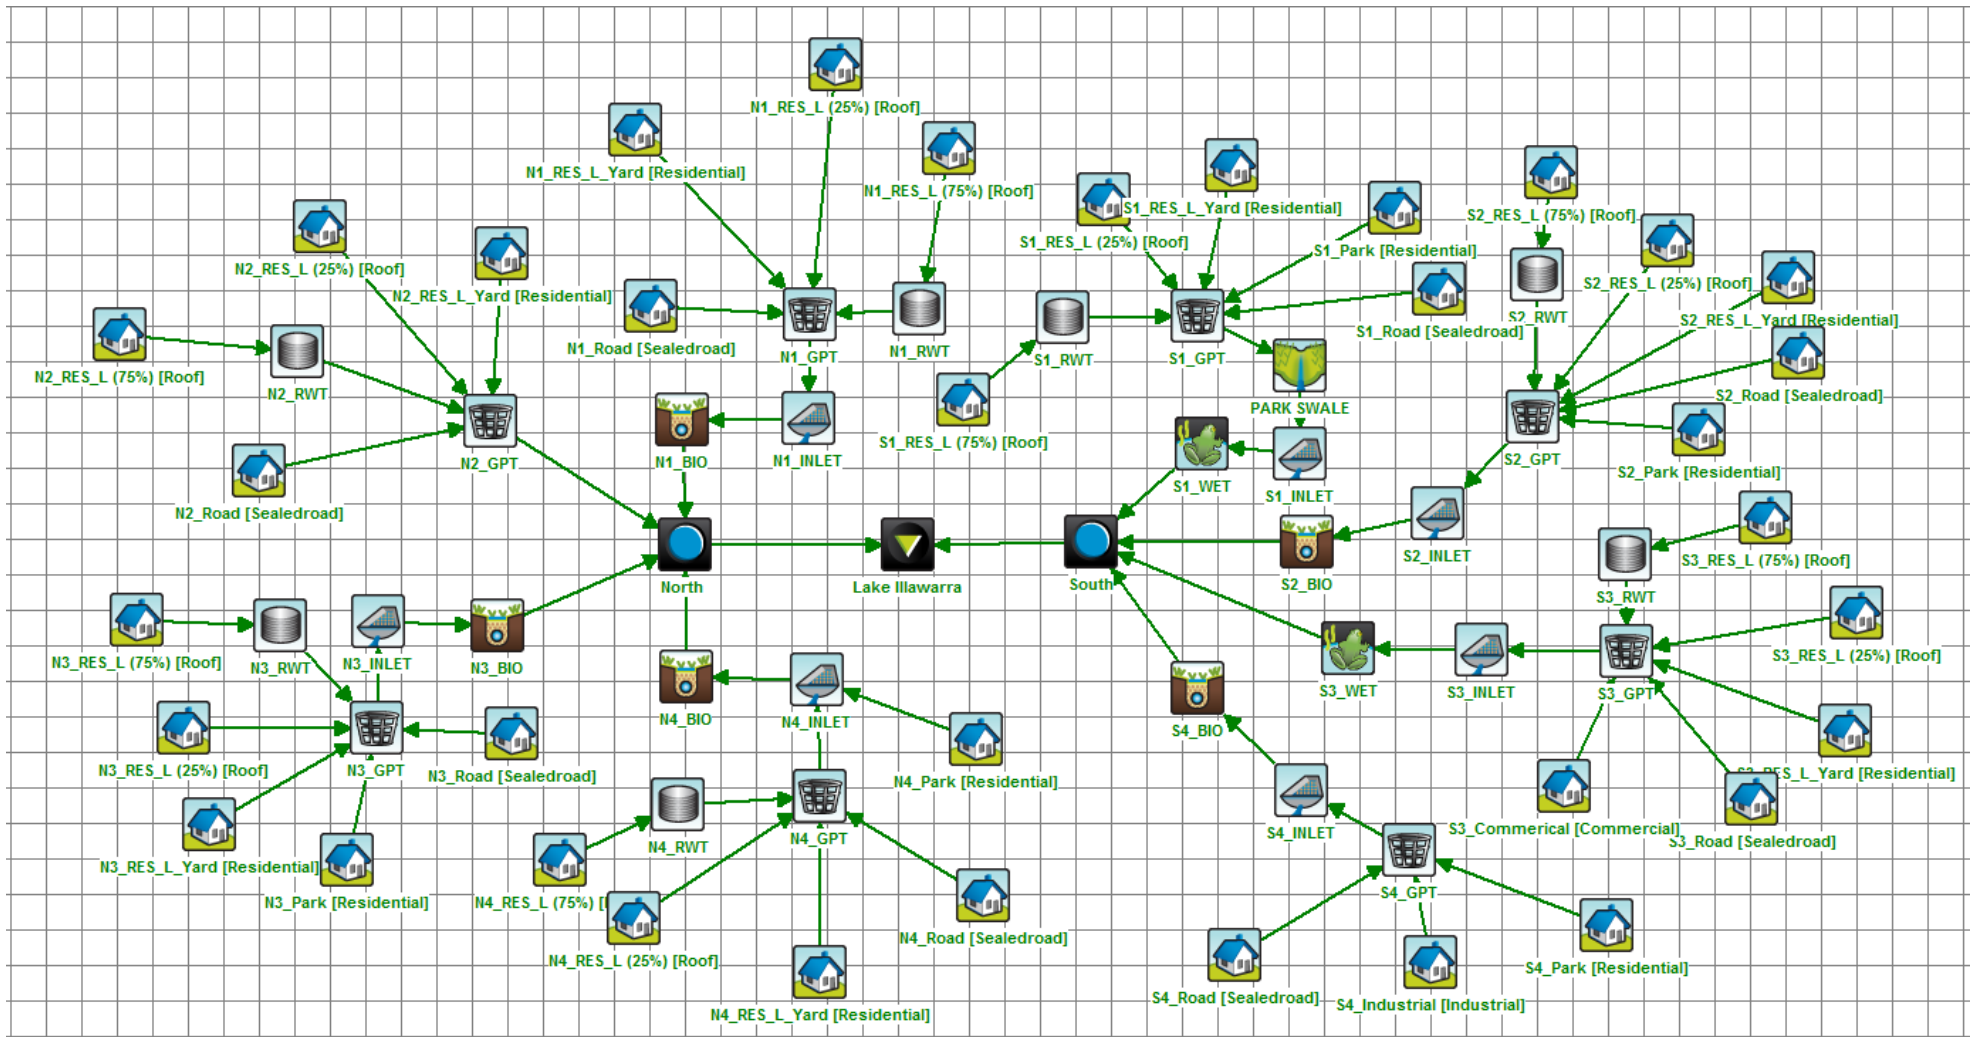 N1_RES_L (25%) [Roof]
N1_RES_L_Yard [Residential]
N1_RES_L (75%) [Roof]
S1_RES_L_Yard [Residential]
S2_RES_L (75%) [Roof]
S1_RES_L (25%) [Roof]
S1_Park [Residential]
N2_RES_L (25%) [Roof]
N2_RES_L_Yard [Residential]
S2_RES_L (25%) [Roof]
S2_RWT
S2_RES_L_Yard [Residential]
S1_Road [Sealedroad]
N1_Road [Sealedroad]
N1_GPT
N1_RWT
S1_RWT
S1_GPT
N2_RES_L (75%) [Roof]
N2_RWT
S2_Road [Sealedroad]
PARK SWALE
S1_RES_L (75%) [Roof]
N2_GPT
N1_BIO
N1_INLET
S2_GPT
S2_Park [Residential]
S1_WET
S1_INLET
N2_Road [Sealedroad]
S2_INLET
S3_RES_L (75%) [Roof]
North
Lake Illawarra
South
S2_BIO
S3_RWT
N3_RES_L (75%) [Roof]
N3_RWT
N3_INLET
N3_BIO
S3_RES_L (25%) [Roof]
N4_BIO
N4_INLET
S3_WET
S3_INLET
S3_GPT
S4_BIO
N3_RES_L (25%) [Roof]
N3_GPT
N3_Road [Sealedroad]
N4_Park [Residential]
RES_L_Yard [Residential]
N4_GPT
N4_RWT
S4_INLET
S3_Commerical [Commercial]
S3_Road [Sealedroad]
N3_RES_L_Yard [Residential]
N3_Park [Residential]
N4_RES_L (75%) [
S4_GPT
N4_Road [Sealedroad]
N4_RES_L (25%) [Roof]
S4_Park [Residential]
S4_Road [Sealedroad]
S4_Industrial [Industrial]
N4_RES_L_Yard [Residential]